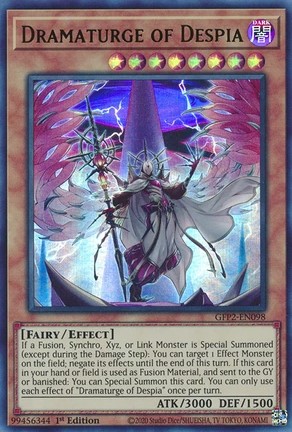 DRAMATURGE OF DESPIA
DARK
闇
GFP2-EN098
[FAIRY/EFFECT]
If a Fusion, Synchro, Xyz, or Link Monster is Special Summoned
(except during the Damage Step): You can target 1 Effect Monster
on the field; negate its effects until the end of this turn. If this card
in your hand or field is used as Fusion Material, and sent to the GY
or banished: You can Special Summon this card. You can only use
each effect of "Dramaturge of Despia" once per turn.
ATK/3000 DEF/1500
99456344 1st Edition ©2020 Studio Dice/SHUEISHA, TV TOKYO, KONAMI